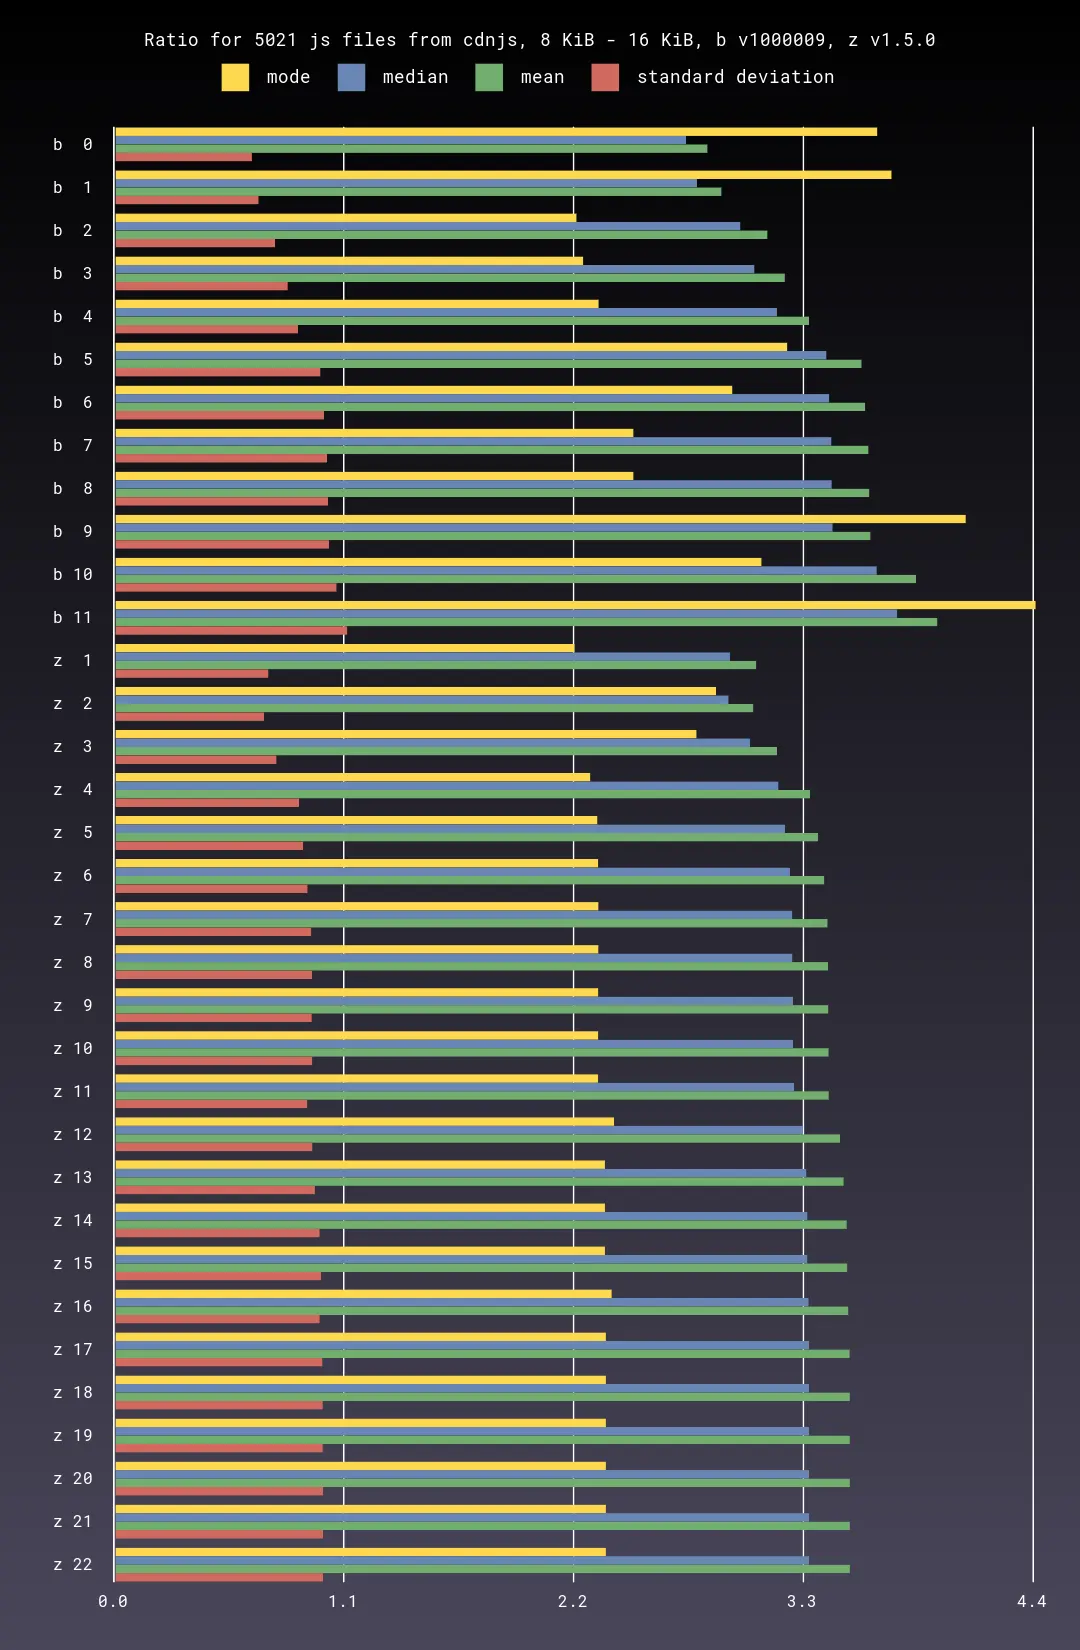 Ratio for 5021 js files from cdnjs, 8 KiB - 16 KiB, b v1000009, z v1.5.0
mode median mean standard deviation
b 0
b 1
b 2
b 3
b 4
b 5
b 6
b 7
b 8
b 9
b 10
b 11
z 1
z 2
z 3
z 4
z 5
z 6
z 7
z 8
z 9
z 10
z 11
z 12
z 13
z 14
z 15
z 16
z 17
z 18
z 19
z 20
z 21
z 22
0.0 1.1 2.2 3.3 4.4